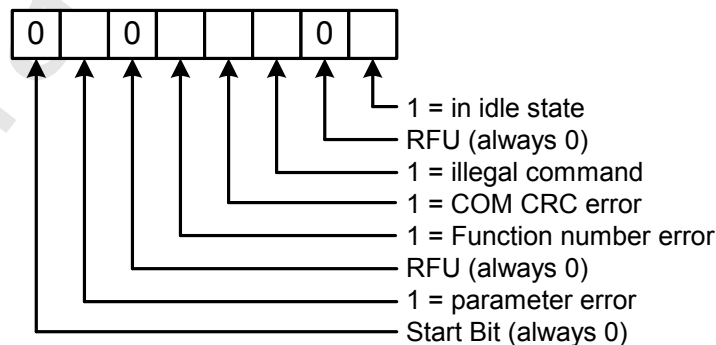 0 0 0
1 = in idle state
RFU (always 0)
1 = illegal command
1 = COM CRC error
1 = Function number error
RFU (always 0)
1 = parameter error
Start Bit (always 0)